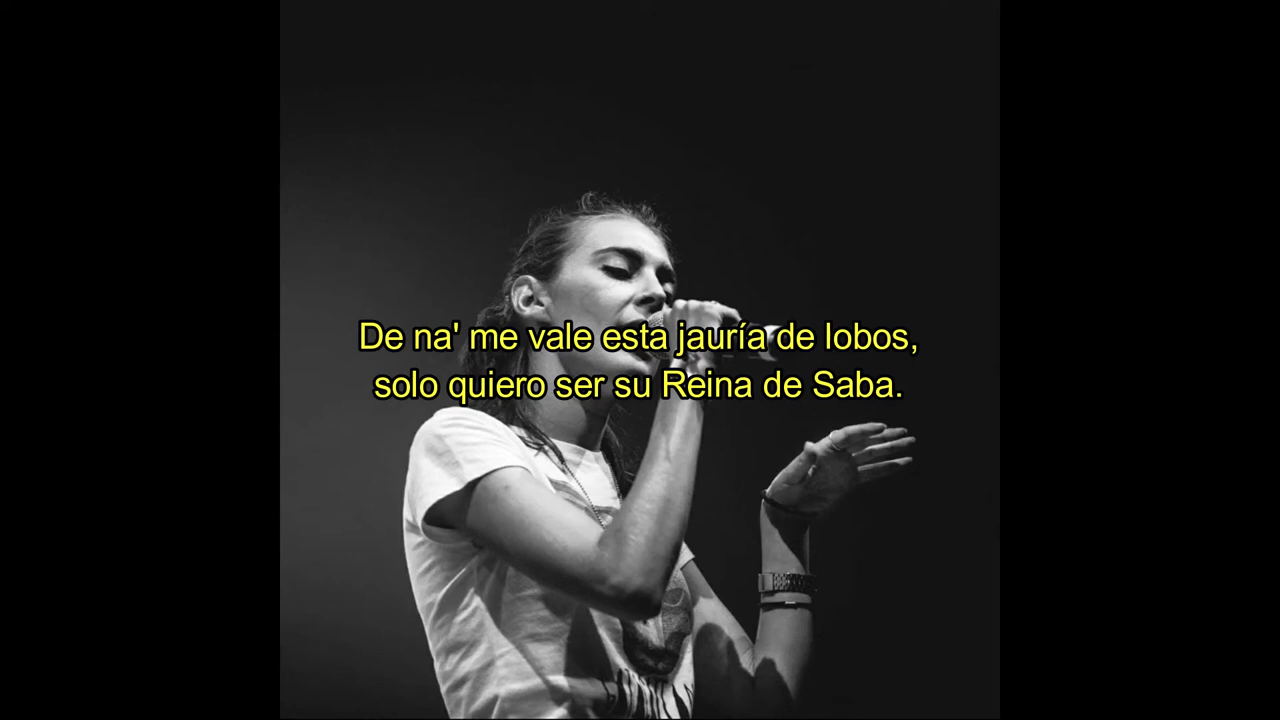 De na' me vale esta jauría de lobos,
solo quiero ser su Reina de Saba.